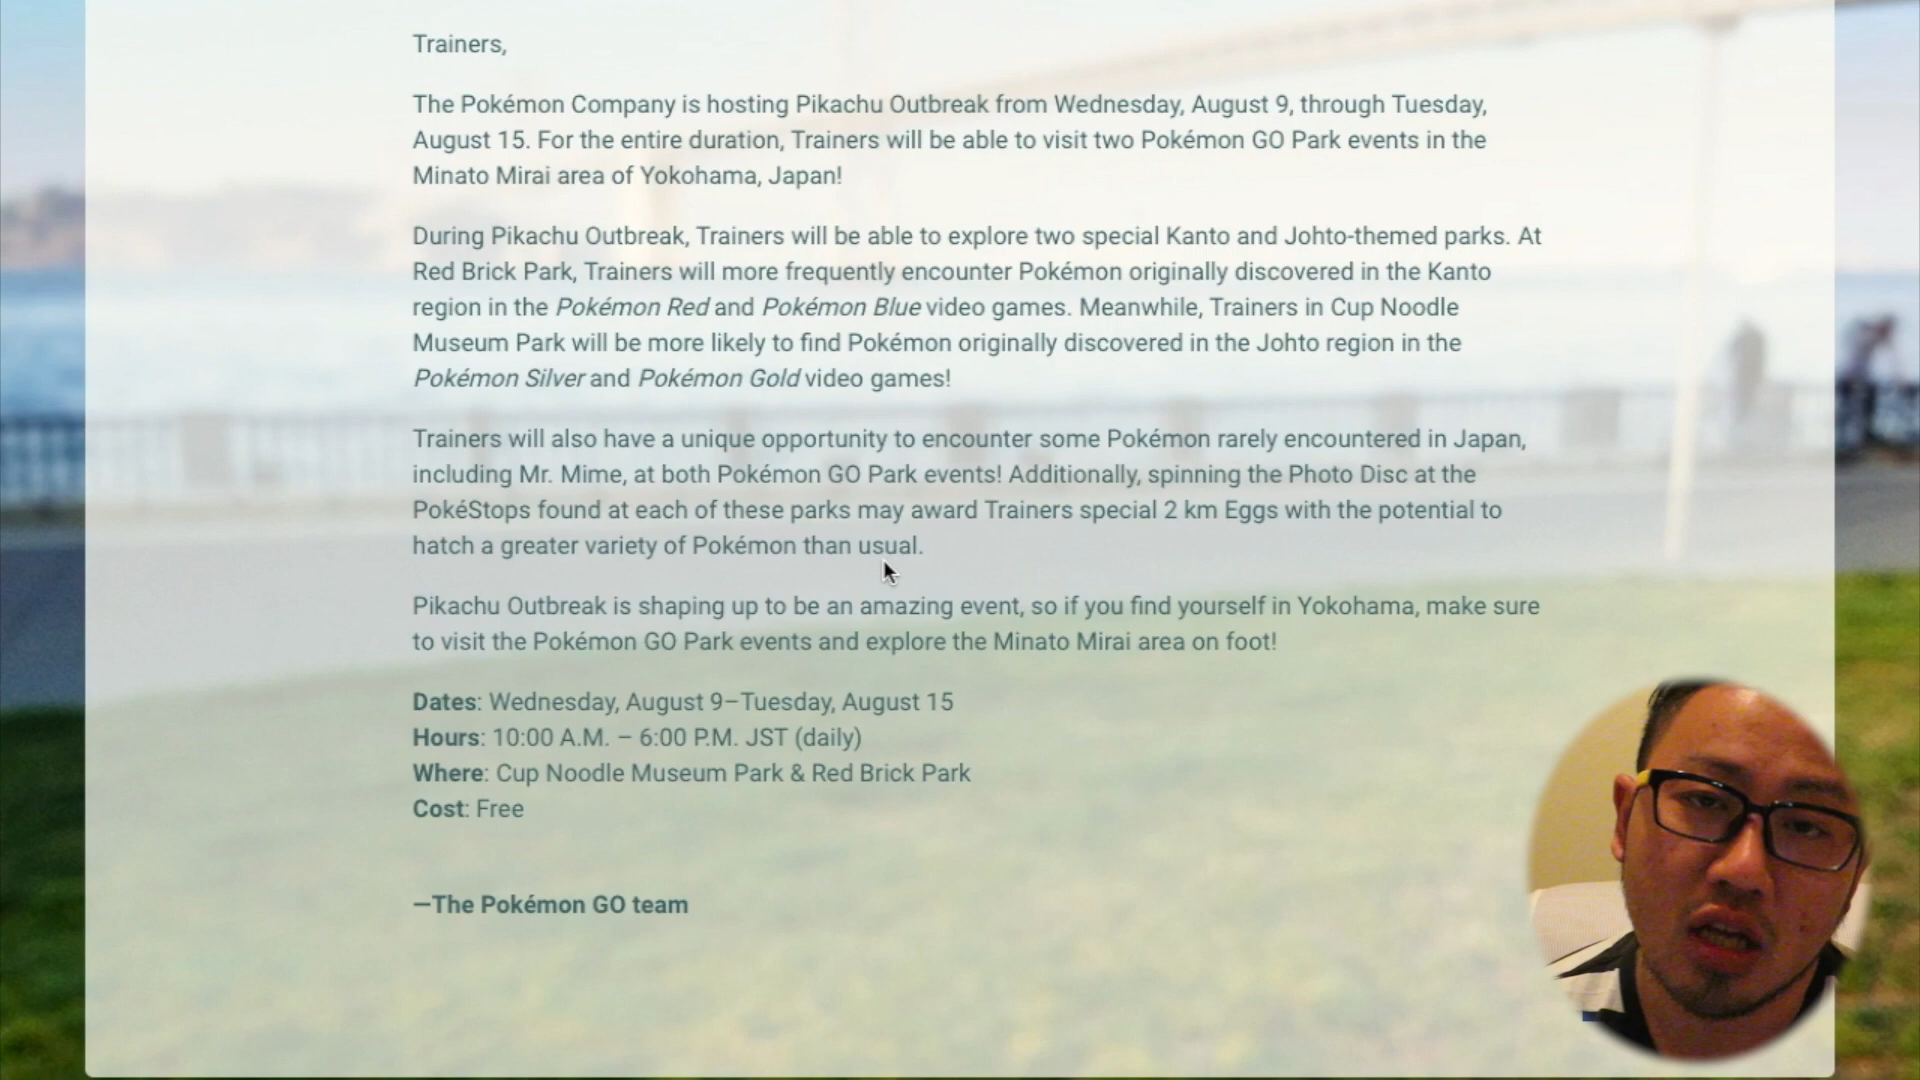 Trainers,
The Pokémon Company is hosting Pikachu Outbreak from Wednesday, August 9, through Tuesday,
August 15. For the entire duration, Trainers will be able to visit two Pokémon GO Park events in the
Minato Mirai area of Yokohama, Japan!
During Pikachu Outbreak, Trainers will be able to explore two special Kanto and Johto-themed parks. At
Red Brick Park, Trainers will more frequently encounter Pokémon originally discovered in the Kanto
region in the Pokémon Red and Pokémon Blue video games. Meanwhile, Trainers in Cup Noodle
Museum Park will be more likely to find Pokémon originally discovered in the Johto region in the
Pokémon Silver and Pokémon Gold video games!
Trainers will also have a unique opportunity to encounter some Pokémon rarely encountered in Japan,
including Mr. Mime, at both Pokémon GO Park events! Additionally, spinning the Photo Disc at the
PokéStops found at each of these parks may award Trainers special 2 km Eggs with the potential to
hatch a greater variety of Pokémon than usual.
Pikachu Outbreak is shaping up to be an amazing event, so if you find yourself in Yokohama, make sure
to visit the Pokémon GO Park events and explore the Minato Mirai area on foot!
Dates: Wednesday, August 9–Tuesday, August 15
Hours: 10:00 A.M. – 6:00 P.M. JST (daily)
Where: Cup Noodle Museum Park & Red Brick Park
Cost: Free
—The Pokémon GO team